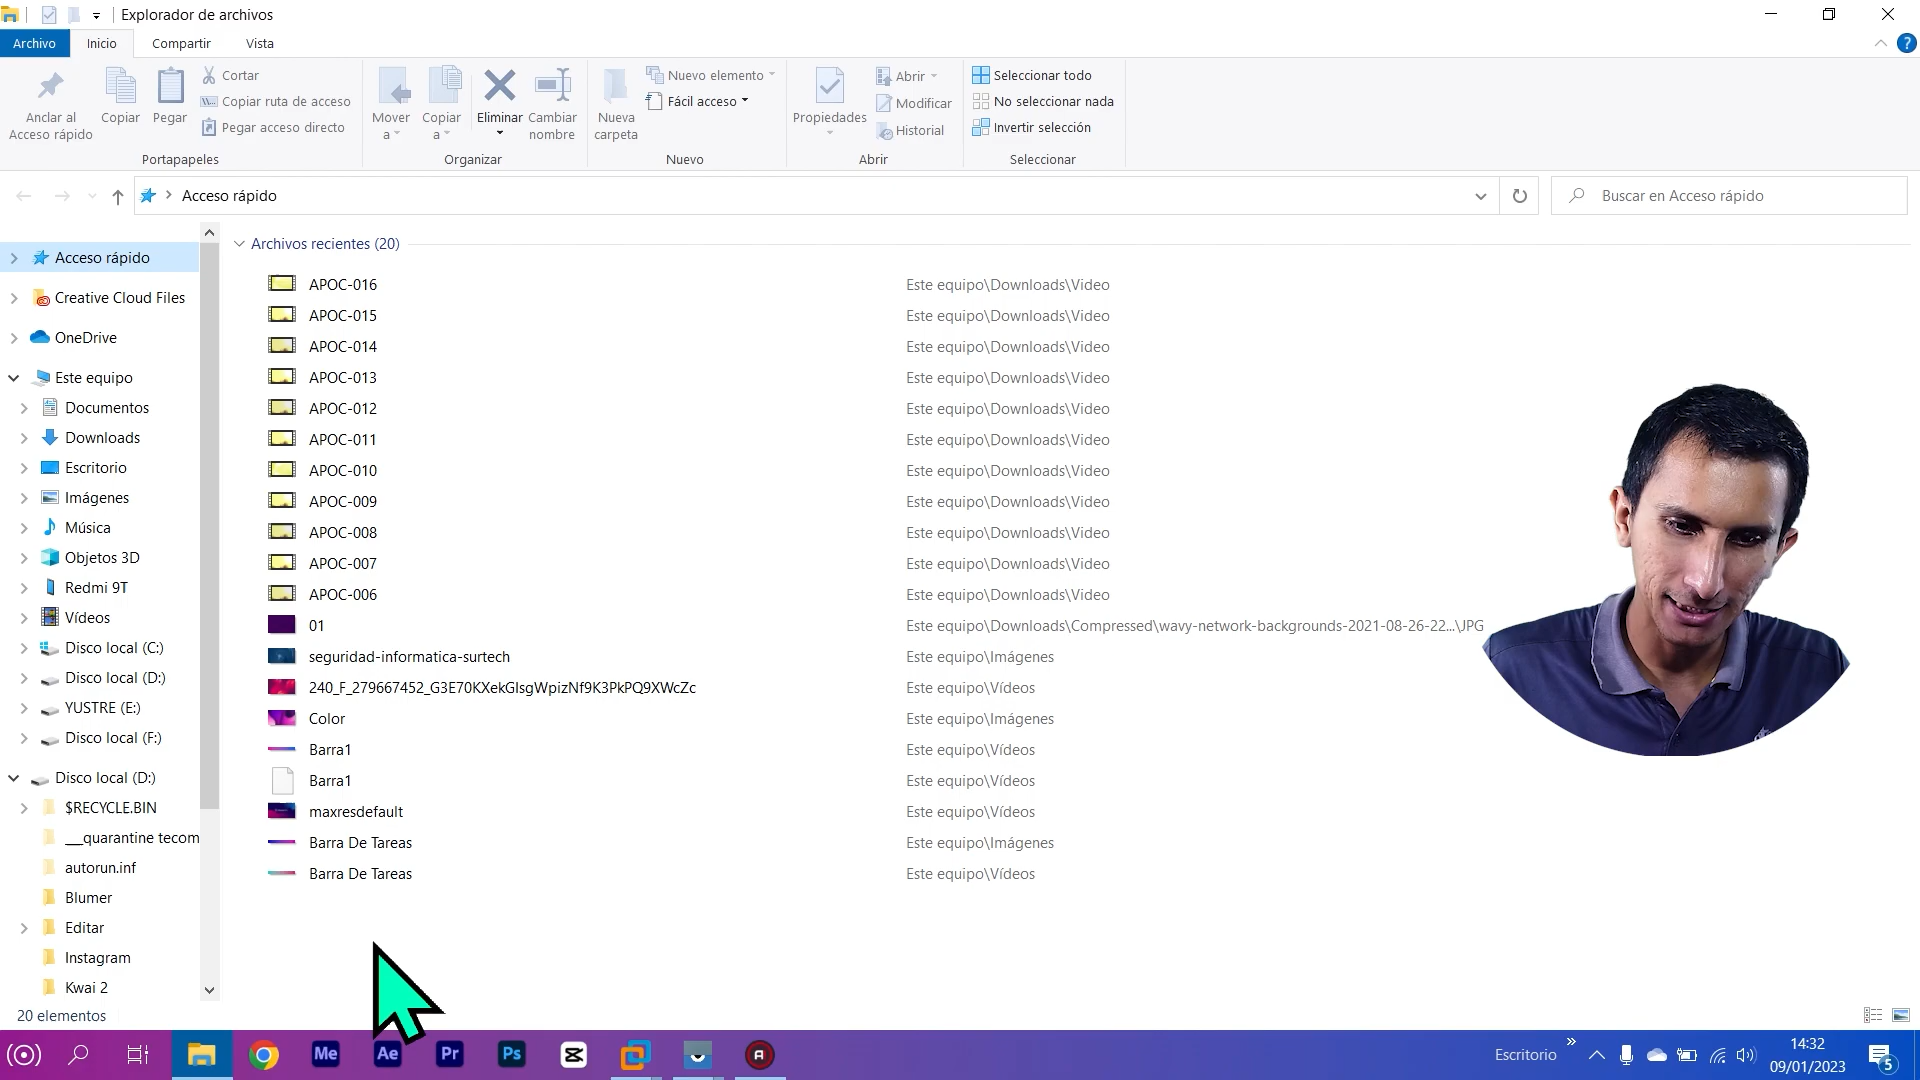 Explorador de archivos
Archivo Inicio Compartir Vista
Anclar al Acceso rápido
Copiar
Pegar
Cortar
Copiar ruta de acceso
Pegar acceso directo
Portapapeles
Mover a
Copiar a
Eliminar
Cambiar nombre
Organizar
Nueva carpeta
Nuevo elemento
Fácil acceso
Nuevo
Propiedades
Abrir
Modificar
Historial
Abrir
Seleccionar todo
No seleccionar nada
Invertir selección
Seleccionar
Acceso rápido
Buscar en Acceso rápido
Acceso rápido
Creative Cloud Files
OneDrive
Este equipo
Documentos
Downloads
Escritorio
Imágenes
Música
Objetos 3D
Redmi 9T
Vídeos
Disco local (C:)
Disco local (D:)
YUSTRE (E:)
Disco local (F:)
Disco local (D:)
$RECYCLE.BIN
__quarantine tecom
autorun.inf
Blumer
Editar
Instagram
Kwai 2
Archivos recientes (20)
APOC-016 Este equipo\Downloads\Video
APOC-015 Este equipo\Downloads\Video
APOC-014 Este equipo\Downloads\Video
APOC-013 Este equipo\Downloads\Video
APOC-012 Este equipo\Downloads\Video
APOC-011 Este equipo\Downloads\Video
APOC-010 Este equipo\Downloads\Video
APOC-009 Este equipo\Downloads\Video
APOC-008 Este equipo\Downloads\Video
APOC-007 Este equipo\Downloads\Video
APOC-006 Este equipo\Downloads\Video
01 Este equipo\Downloads\Compressed\wavy-network-backgrounds-2021-08-26-22...\JPG
seguridad-informatica-surtech Este equipo\Imágenes
240_F_279667452_G3E70KXekGlsgWpizNf9K3PkPQ9XWcZc Este equipo\Vídeos
Color Este equipo\Imágenes
Barra1 Este equipo\Vídeos
Barra1 Este equipo\Vídeos
maxresdefault Este equipo\Vídeos
Barra De Tareas Este equipo\Imágenes
Barra De Tareas Este equipo\Vídeos
20 elementos
Me Ae Pr Ps
Escritorio
14:32
09/01/2023
5